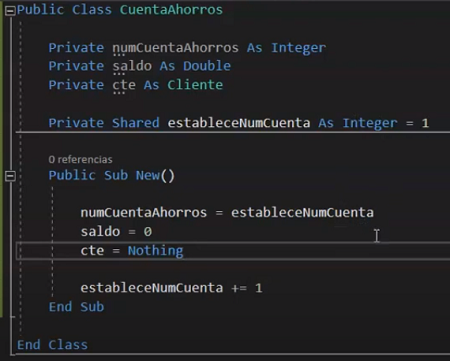 Public Class CuentaAhorros
Private numCuentaAhorros As Integer
Private saldo As Double
Private cte As Cliente
Private Shared estableceNumCuenta As Integer = 1
0 referencias
Public Sub New()
numCuentaAhorros = estableceNumCuenta
saldo = 0
cte = Nothing
estableceNumCuenta += 1
End Sub
End Class